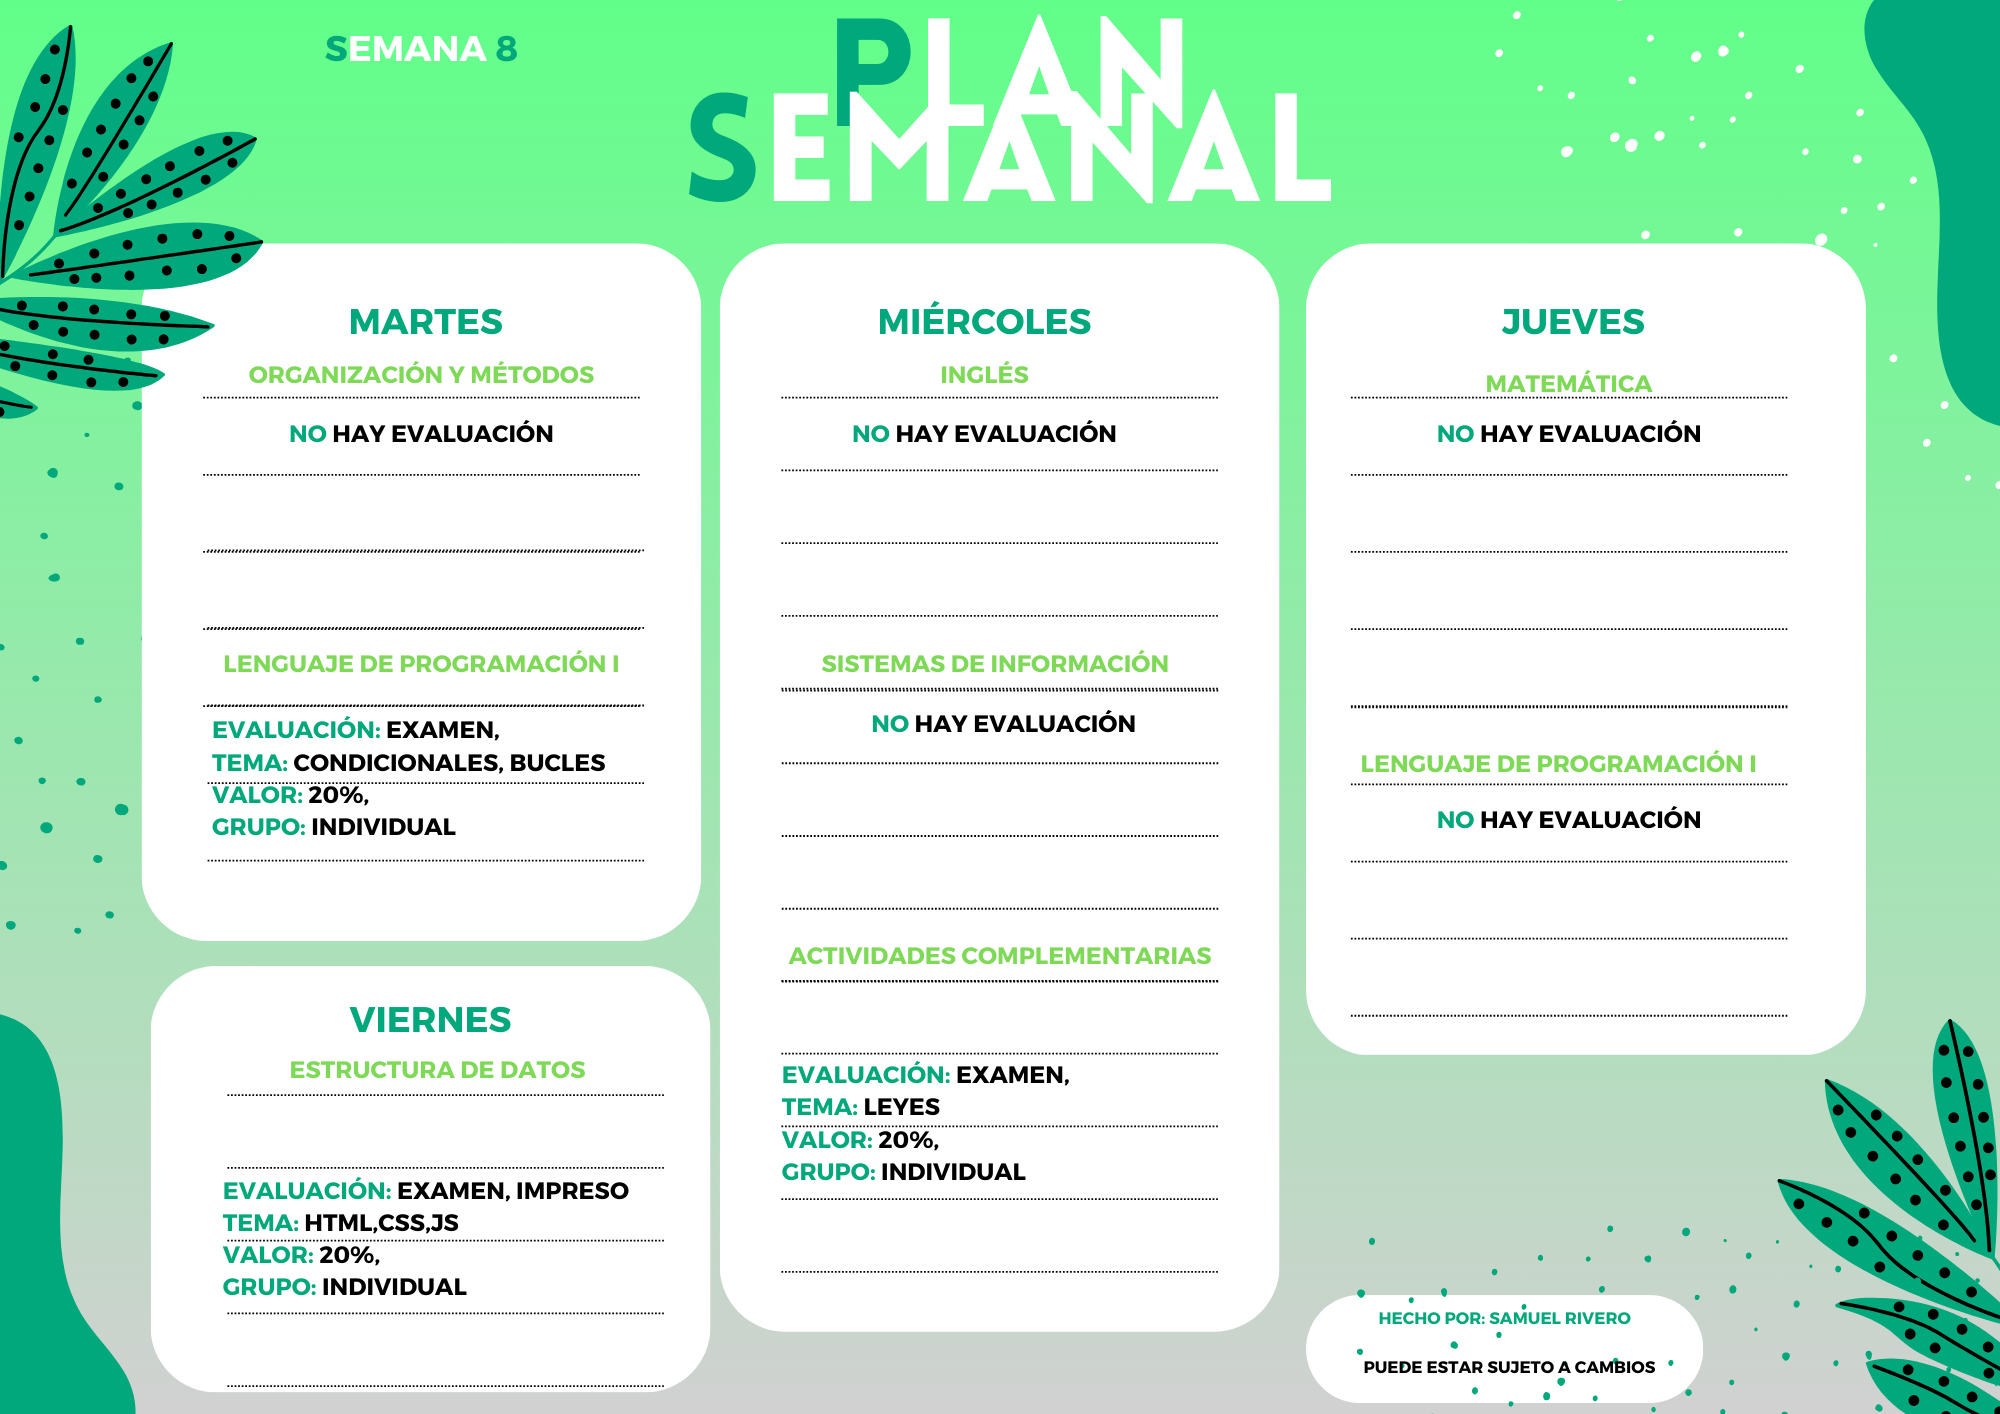 SEMANA 8
PLAN
SEMANAL
MARTES
ORGANIZACIÓN Y MÉTODOS
NO HAY EVALUACIÓN
LENGUAJE DE PROGRAMACIÓN I
EVALUACIÓN: EXAMEN,
TEMA: CONDICIONALES, BUCLES
VALOR: 20%,
GRUPO: INDIVIDUAL
MIÉRCOLES
INGLÉS
NO HAY EVALUACIÓN
SISTEMAS DE INFORMACIÓN
NO HAY EVALUACIÓN
ACTIVIDADES COMPLEMENTARIAS
EVALUACIÓN: EXAMEN,
TEMA: LEYES
VALOR: 20%,
GRUPO: INDIVIDUAL
JUEVES
MATEMÁTICA
NO HAY EVALUACIÓN
LENGUAJE DE PROGRAMACIÓN I
NO HAY EVALUACIÓN
VIERNES
ESTRUCTURA DE DATOS
EVALUACIÓN: EXAMEN, IMPRESO
TEMA: HTML,CSS,JS
VALOR: 20%,
GRUPO: INDIVIDUAL
HECHO POR: SAMUEL RIVERO
PUEDE ESTAR SUJETO A CAMBIOS